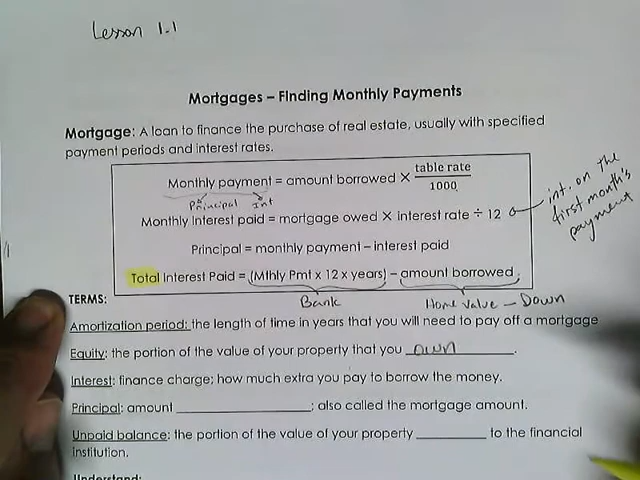 Lesson 1.1
Mortgages – Finding Monthly Payments
Mortgage: A loan to finance the purchase of real estate, usually with specified
payment periods and interest rates.
Monthly payment = amount borrowed × table rate / 1000
Principal Int
Monthly Interest paid = mortgage owed × interest rate ÷ 12
int. on the
first month's
payment
Principal = monthly payment – interest paid
Total Interest Paid = (Mthly Pmt x 12 x years) – amount borrowed
Bank Home Value – Down
TERMS:
Amortization period: the length of time in years that you will need to pay off a mortgage
Equity: the portion of the value of your property that you own.
Interest: finance charge; how much extra you pay to borrow the money.
Principal: amount ____________________; also called the mortgage amount.
Unpaid balance: the portion of the value of your property __________ to the financial
institution.
Understand: